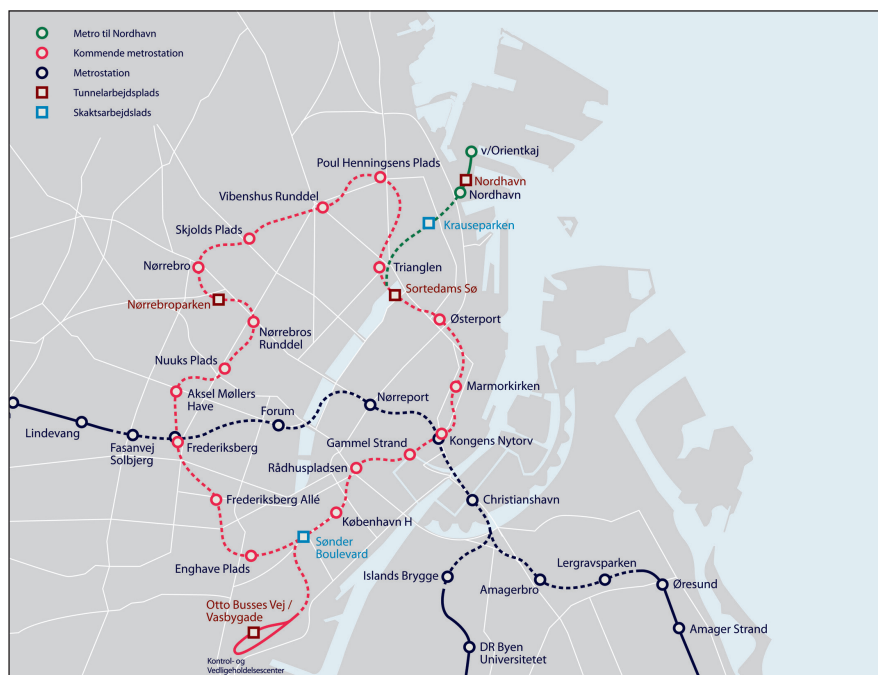 Metro til Nordhavn
Kommende metrostation
Metrostation
Tunnelarbejdsplads
Skaktsarbejdslads
v/Orientkaj
Poul Henningsens Plads
Nordhavn
Nordhavn
Vibenshus Runddel
Krauseparken
Skjolds Plads
Nørrebro
Trianglen
Sortedams Sø
Nørrebroparken
Østerport
Nørrebros
Runddel
Nuuks Plads
Marmorkirken
Aksel Møllers
Have
Nørreport
Forum
Lindevang
Fasanvej
Solbjerg
Frederiksberg
Gammel Strand
Kongens Nytorv
Rådhuspladsen
Frederiksberg Allé
Christianshavn
København H
Sønder
Boulevard
Enghave Plads
Islands Brygge
Lergravsparken
Amagerbro
Øresund
Otto Busses Vej /
Vasbygade
Amager Strand
DR Byen
Universitetet
Kontrol- og
Vedligeholdelsescenter